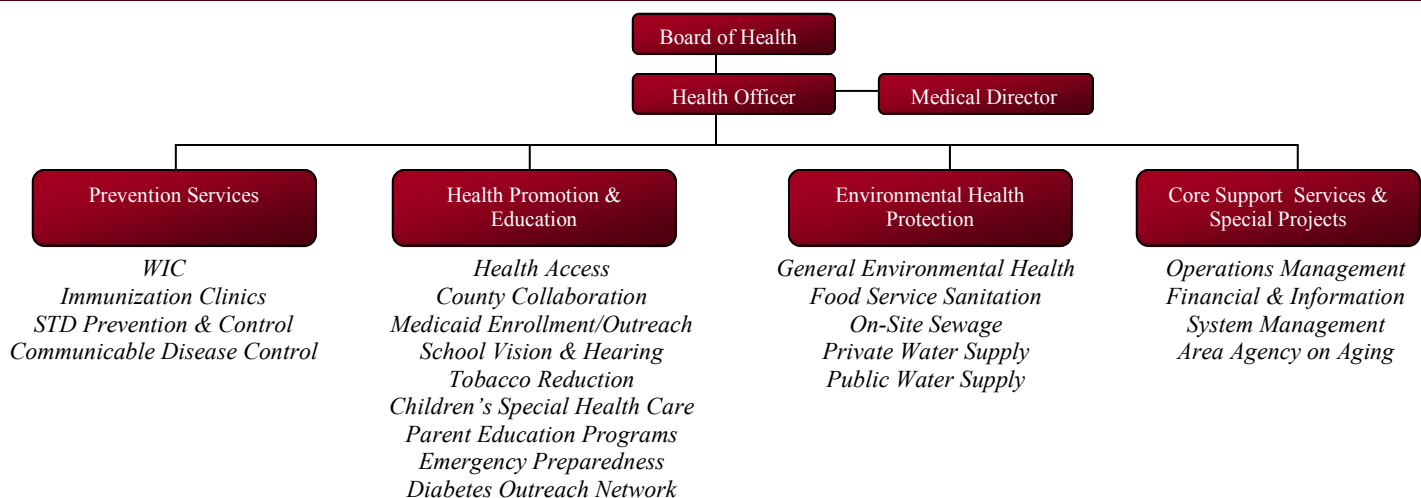 Board of Health
Health Officer
Medical Director
Prevention Services
WIC
Immunization Clinics
STD Prevention & Control
Communicable Disease Control
Health Promotion &
Education
Health Access
County Collaboration
Medicaid Enrollment/Outreach
School Vision & Hearing
Tobacco Reduction
Children’s Special Health Care
Parent Education Programs
Emergency Preparedness
Diabetes Outreach Network
Environmental Health
Protection
General Environmental Health
Food Service Sanitation
On-Site Sewage
Private Water Supply
Public Water Supply
Core Support Services &
Special Projects
Operations Management
Financial & Information
System Management
Area Agency on Aging